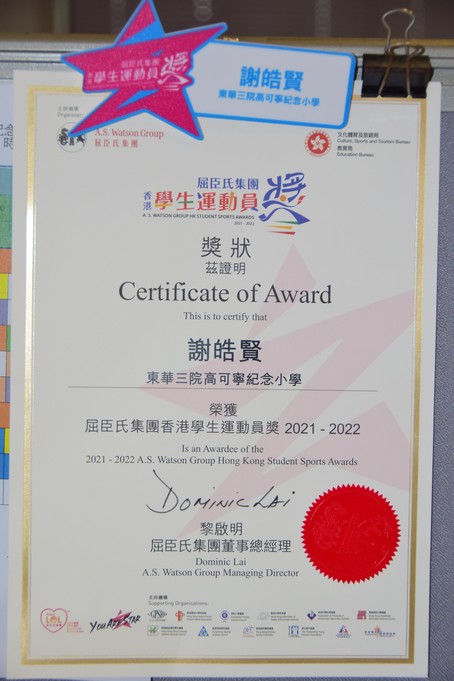 學生運動員獎
謝皓賢
東華三院高可寧紀念小學
主辦機構
Organiser
A.S. Watson Group
屈臣氏集團
文化體育及旅遊局
Culture, Sports and Tourism Bureau
教育局
Education Bureau
屈臣氏集團
香港
學生運動員獎
A. S. WATSON GROUP HK STUDENT SPORTS AWARDS
2021 - 2022
獎狀
茲證明
Certificate of Award
This is to certify that
謝皓賢
東華三院高可寧紀念小學
榮獲
屈臣氏集團香港學生運動員獎 2021 - 2022
Is an Awardee of the
2021 - 2022 A.S. Watson Group Hong Kong Student Sports Awards
Dominic Lai
黎啟明
屈臣氏集團董事總經理
Dominic Lai
A.S. Watson Group Managing Director
支持機構
Supporting Organisations:
YOU ARE STAR